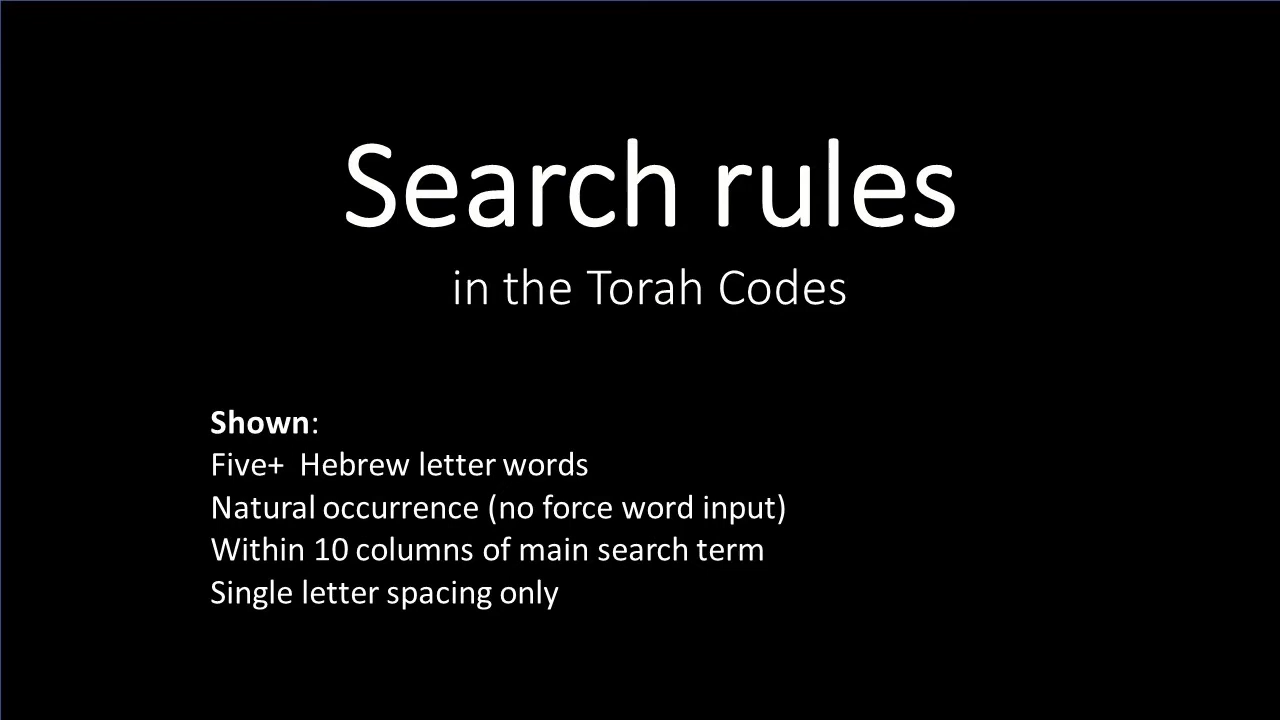 Search rules
in the Torah Codes
Shown:
Five+  Hebrew letter words
Natural occurrence (no force word input)
Within 10 columns of main search term
Single letter spacing only